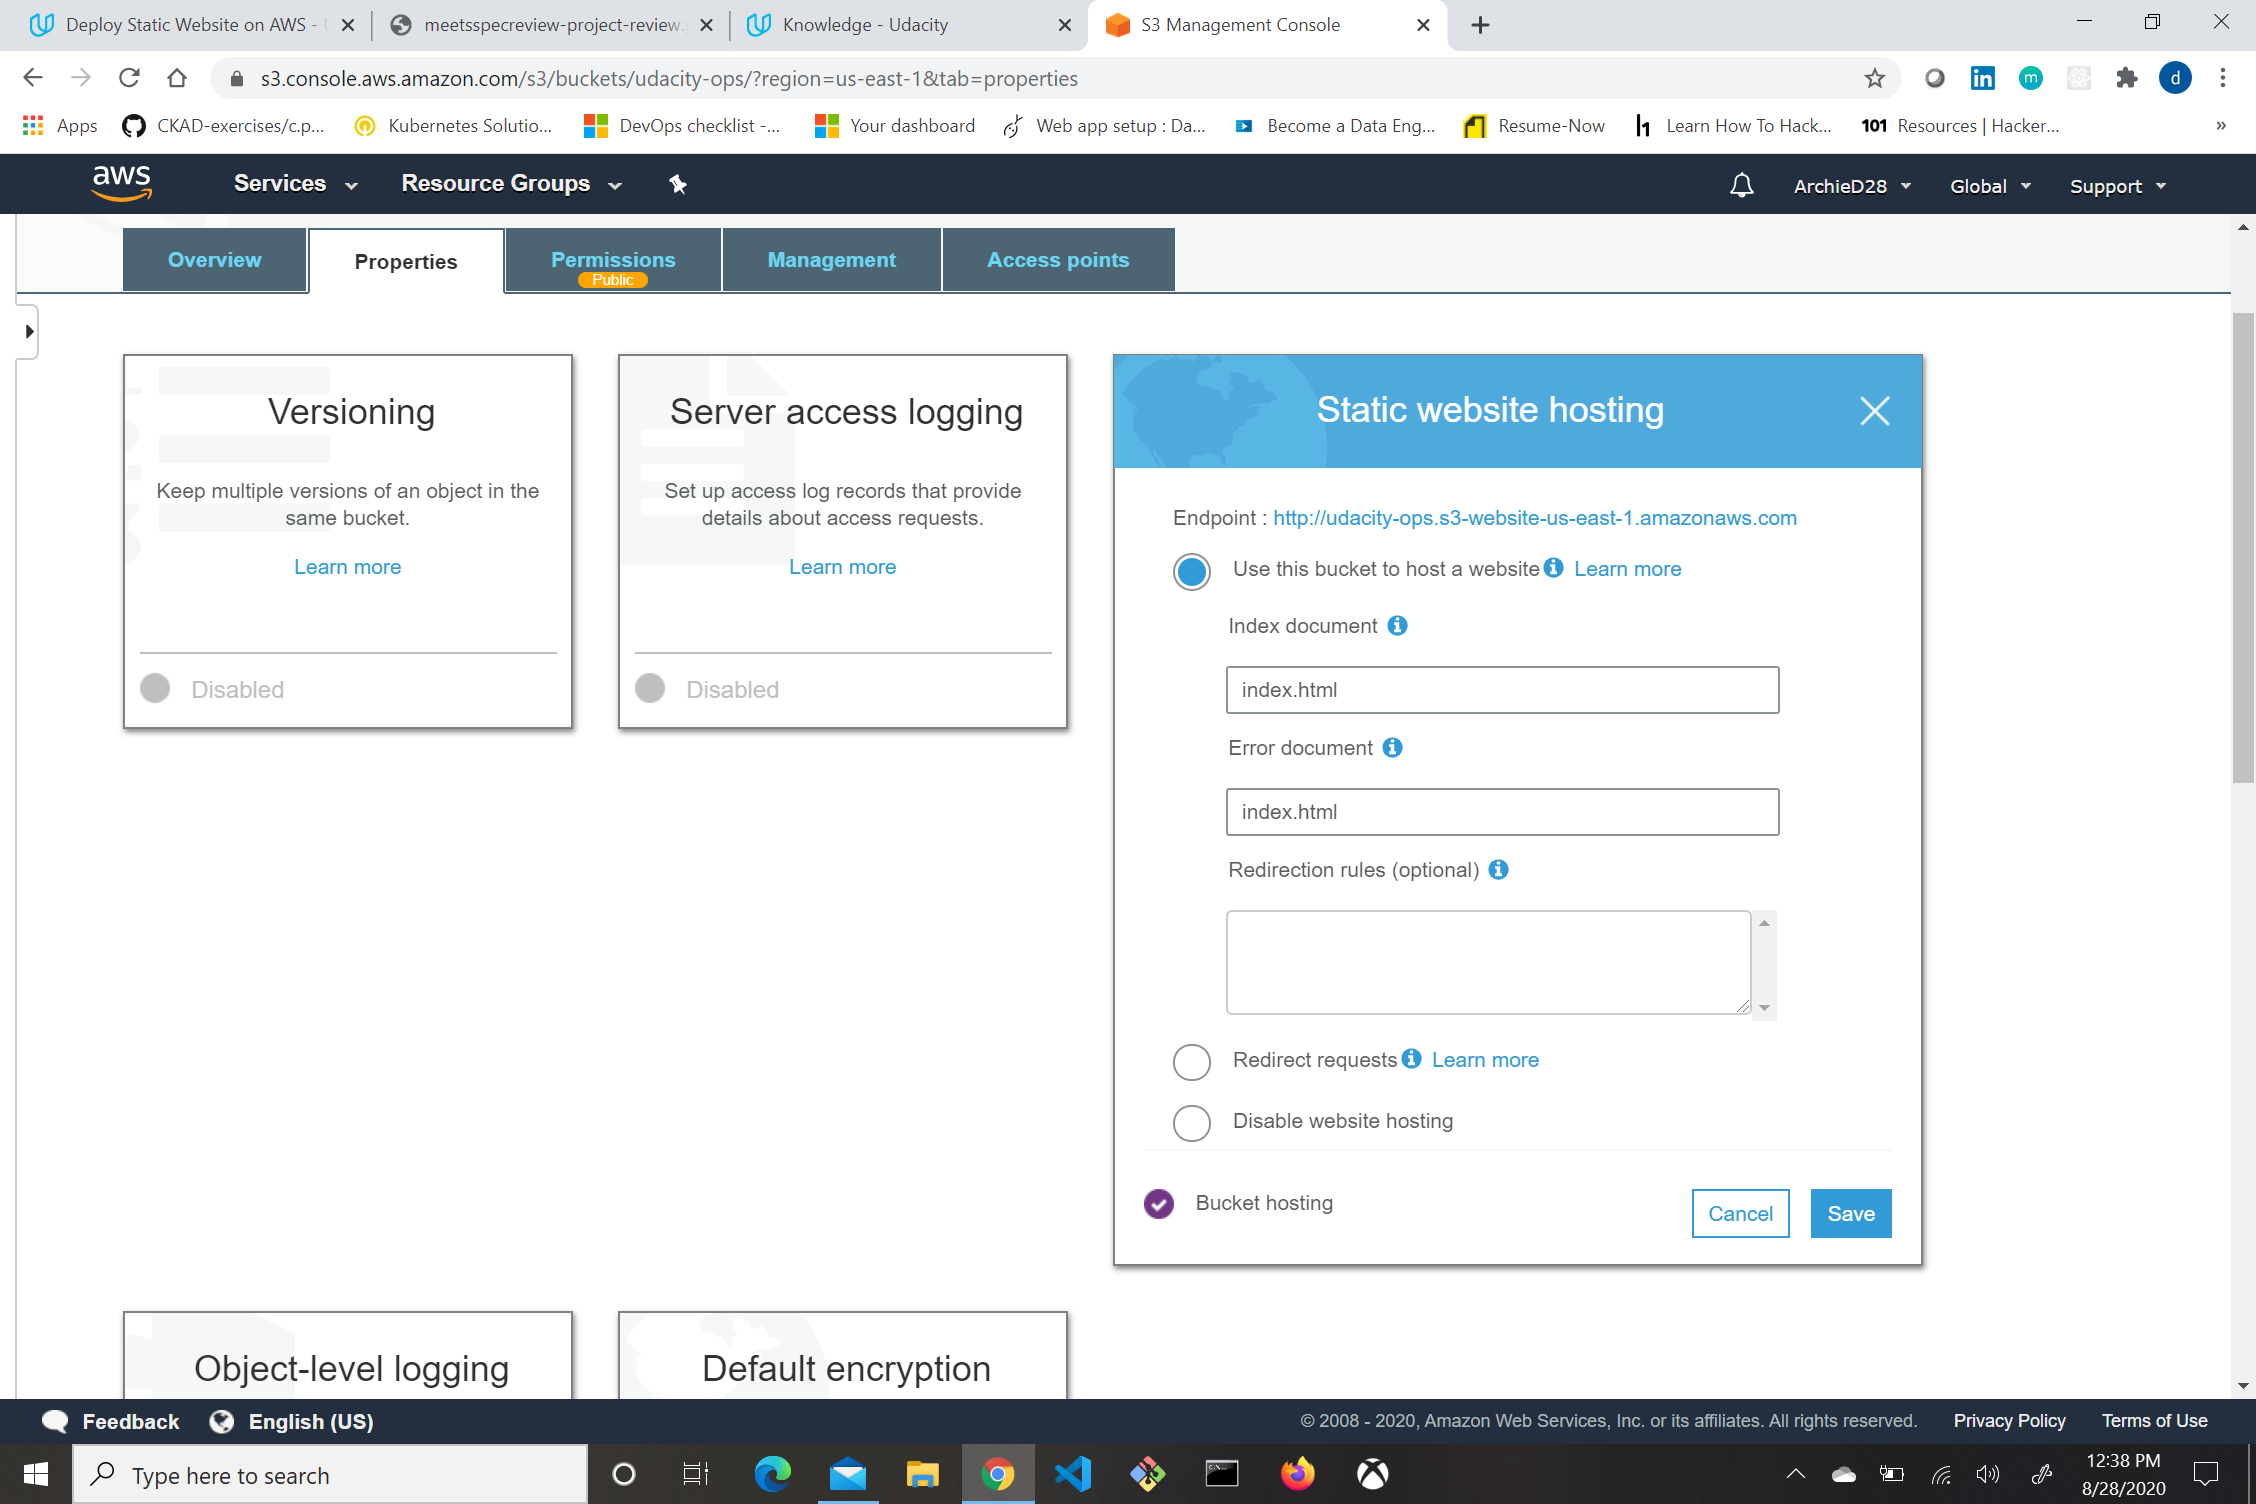 Deploy Static Website on AWS -
meetsspecreview-project-review.
Knowledge - Udacity
S3 Management Console
s3.console.aws.amazon.com/s3/buckets/udacity-ops/?region=us-east-1&tab=properties
m
d
Apps
CKAD-exercises/c.p...
Kubernetes Solutio...
DevOps checklist -...
Your dashboard
Web app setup : Da...
Become a Data Eng...
Resume-Now
Learn How To Hack...
101 Resources | Hacker...
»
aws
Services
Resource Groups
ArchieD28
Global
Support
Overview
Properties
Permissions
Public
Management
Access points
Versioning
Keep multiple versions of an object in the
same bucket.
Learn more
Disabled
Server access logging
Set up access log records that provide
details about access requests.
Learn more
Disabled
Static website hosting
Endpoint : http://udacity-ops.s3-website-us-east-1.amazonaws.com
Use this bucket to host a website Learn more
Index document
index.html
Error document
index.html
Redirection rules (optional)
Redirect requests Learn more
Disable website hosting
Bucket hosting
Cancel
Save
Object-level logging
Default encryption
Feedback
English (US)
© 2008 - 2020, Amazon Web Services, Inc. or its affiliates. All rights reserved.
Privacy Policy
Terms of Use
Type here to search
12:38 PM
8/28/2020